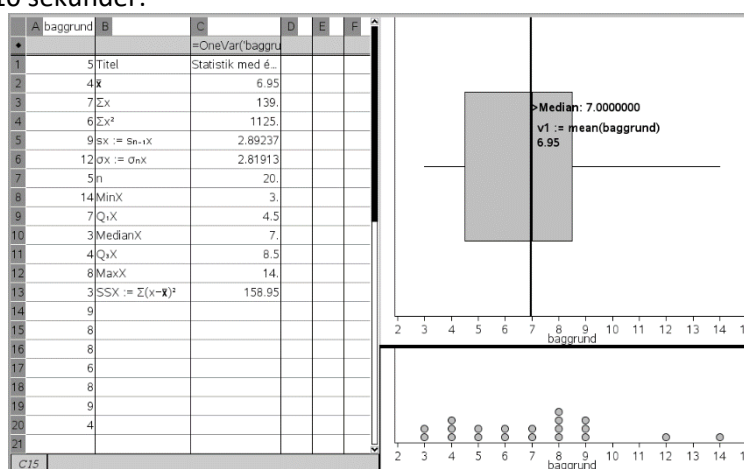 10 sekunder.
A baggrund B C D E F
=OneVar('baggru
1 5 Titel Statistik med é...
2 4 x̄ 6.95
3 7 Σx 139.
4 6 Σx² 1125.
5 9 sx := sₙ₋₁x 2.89237
6 12 σx := σₙx 2.81913
7 5 n 20.
8 14 MinX 3.
9 7 Q₁X 4.5
10 3 MedianX 7.
11 4 Q₃X 8.5
12 8 MaxX 14.
13 3 SSX := Σ(x-x̄)² 158.95
14 9
15 8
16 8
17 6
18 8
19 9
20 4
21
C15
>Median: 7.0000000
v1 := mean(baggrund)
6.95
2 3 4 5 6 7 8 9 10 11 12 13 14
baggrund
2 3 4 5 6 7 8 9 10 11 12 13 14
baggrund